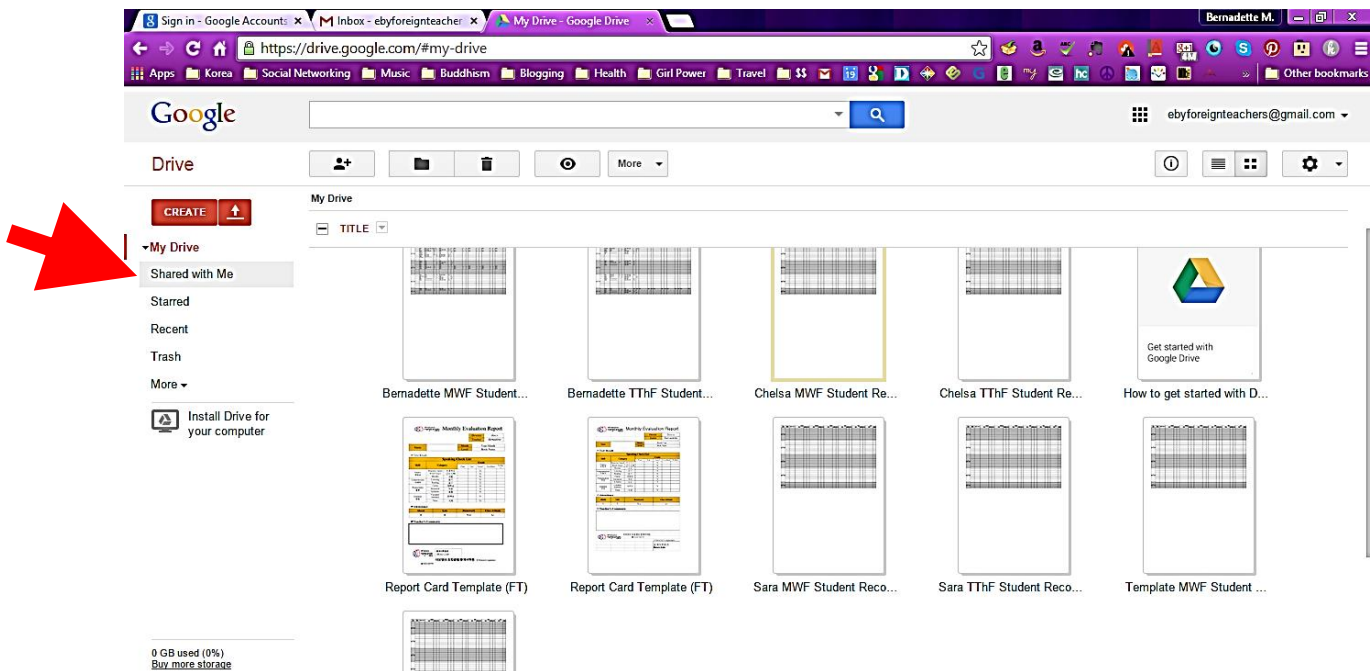 Sign in - Google Accounts
Inbox - ebyforeignteacher
My Drive - Google Drive
Bernadette M.
https://drive.google.com/#my-drive
Apps Korea Social Networking Music Buddhism Blogging Health Girl Power Travel $$ Other bookmarks
Google
ebyforeignteachers@gmail.com
Drive
More
CREATE
My Drive
TITLE
My Drive
Shared with Me
Starred
Recent
Trash
More
Install Drive for
your computer
Get started with
Google Drive
Bernadette MWF Student...
Bernadette TThF Student...
Chelsa MWF Student Re...
Chelsa TThF Student Re...
How to get started with D...
Monthly Evaluation Report
Monthly Evaluation Report
Report Card Template (FT)
Report Card Template (FT)
Sara MWF Student Reco...
Sara TThF Student Reco...
Template MWF Student ...
0 GB used (0%)
Buy more storage